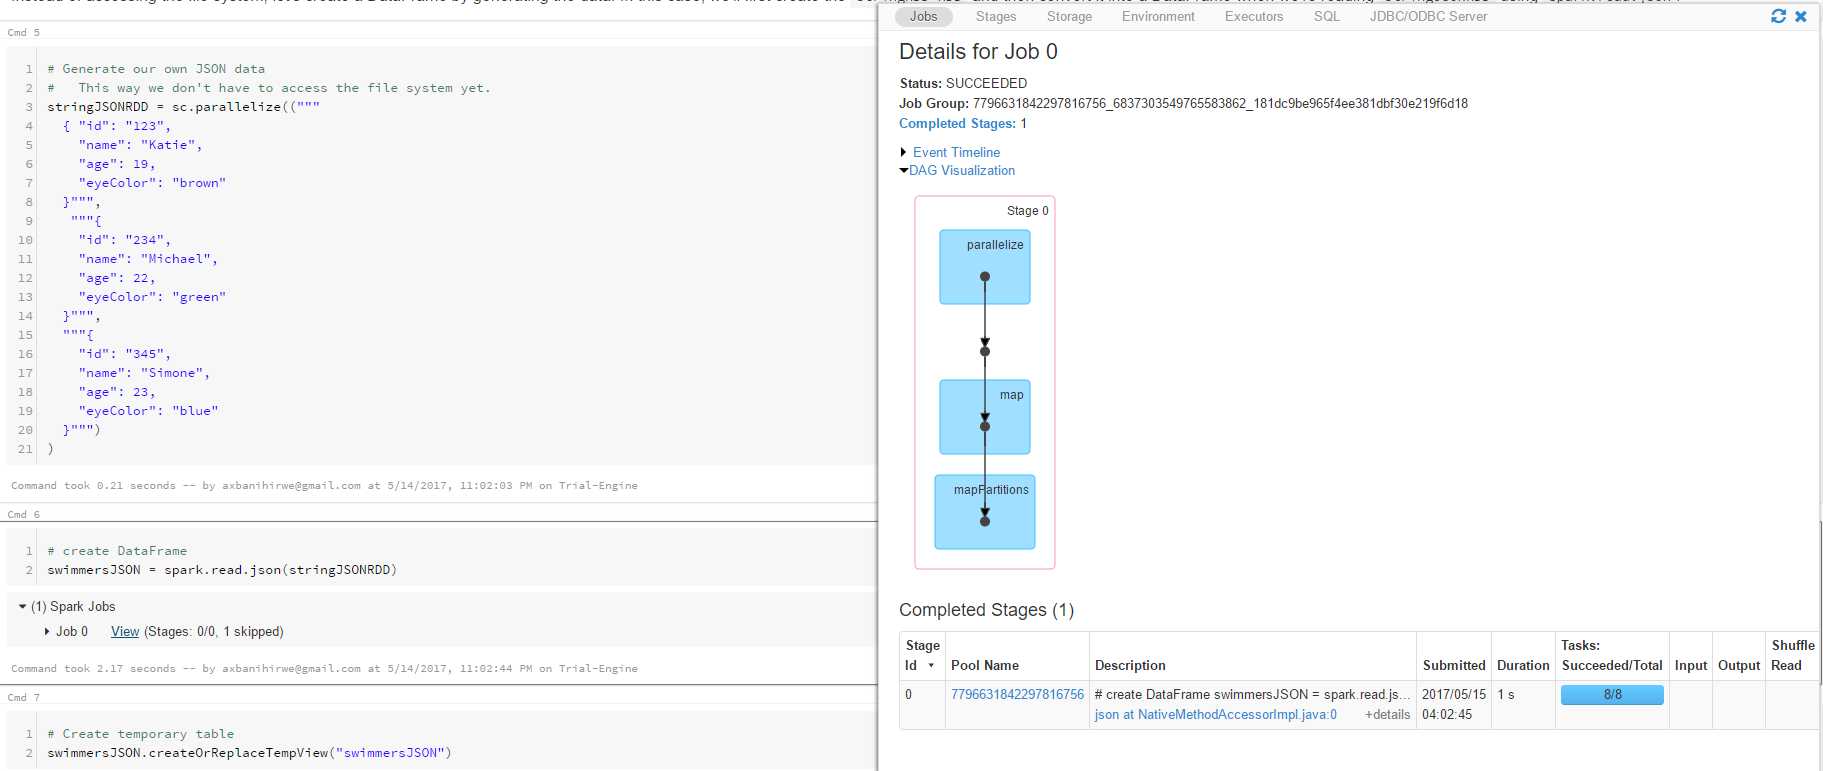 Cmd 5
1 # Generate our own JSON data
2 #   This way we don't have to access the file system yet.
3 stringJSONRDD = sc.parallelize(("""
4   { "id": "123",
5     "name": "Katie",
6     "age": 19,
7     "eyeColor": "brown"
8   }""",
9    """{
10     "id": "234",
11     "name": "Michael",
12     "age": 22,
13     "eyeColor": "green"
14   }""",
15   """{
16     "id": "345",
17     "name": "Simone",
18     "age": 23,
19     "eyeColor": "blue"
20   }""")
21 )
Command took 0.21 seconds -- by axbanihirwe@gmail.com at 5/14/2017, 11:02:03 PM on Trial-Engine
Cmd 6
1 # create DataFrame
2 swimmersJSON = spark.read.json(stringJSONRDD)
(1) Spark Jobs
Job 0 View (Stages: 0/0, 1 skipped)
Command took 2.17 seconds -- by axbanihirwe@gmail.com at 5/14/2017, 11:02:44 PM on Trial-Engine
Cmd 7
1 # Create temporary table
2 swimmersJSON.createOrReplaceTempView("swimmersJSON")
Jobs Stages Storage Environment Executors SQL JDBC/ODBC Server
Details for Job 0
Status: SUCCEEDED
Job Group: 7796631842297816756_6837303549765583862_181dc9be965f4ee381dbf30e219f6d18
Completed Stages: 1
Event Timeline
DAG Visualization
Stage 0
parallelize
map
mapPartitions
Completed Stages (1)
Stage Id Pool Name Description Submitted Duration Tasks: Succeeded/Total Input Output Shuffle Read
0 7796631842297816756 # create DataFrame swimmersJSON = spark.read.js... 2017/05/15 1 s 8/8
json at NativeMethodAccessorImpl.java:0 +details 04:02:45